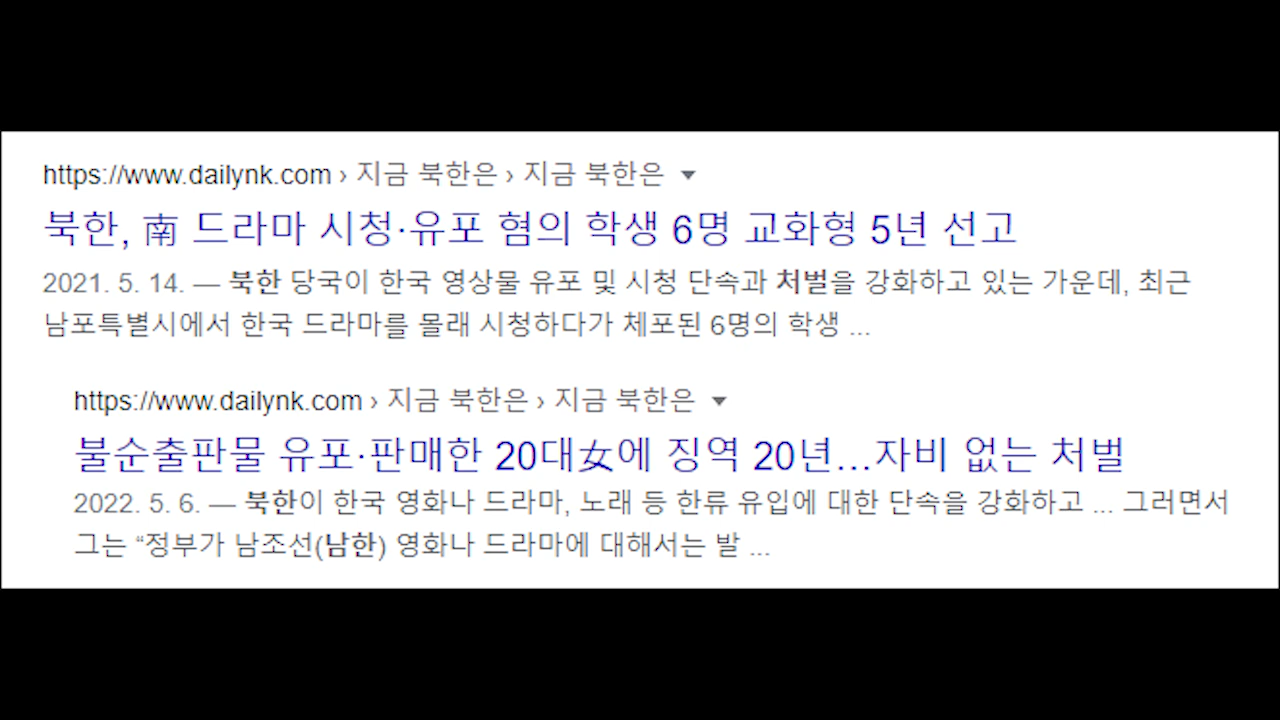 https://www.dailynk.com › 지금 북한은 › 지금 북한은
북한, 南 드라마 시청·유포 혐의 학생 6명 교화형 5년 선고
2021. 5. 14. — 북한 당국이 한국 영상물 유포 및 시청 단속과 처벌을 강화하고 있는 가운데, 최근
남포특별시에서 한국 드라마를 몰래 시청하다가 체포된 6명의 학생 ...
https://www.dailynk.com › 지금 북한은 › 지금 북한은
불순출판물 유포·판매한 20대女에 징역 20년…자비 없는 처벌
2022. 5. 6. — 북한이 한국 영화나 드라마, 노래 등 한류 유입에 대한 단속을 강화하고 ... 그러면서
그는 “정부가 남조선(남한) 영화나 드라마에 대해서는 발 ...